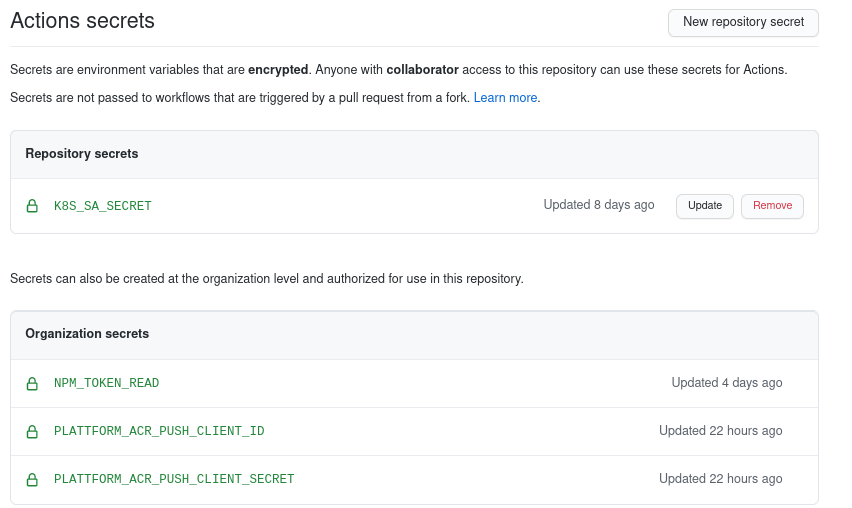 Actions secrets
New repository secret
Secrets are environment variables that are encrypted. Anyone with collaborator access to this repository can use these secrets for Actions.
Secrets are not passed to workflows that are triggered by a pull request from a fork. Learn more.
Repository secrets
K8S_SA_SECRET Updated 8 days ago Update Remove
Secrets can also be created at the organization level and authorized for use in this repository.
Organization secrets
NPM_TOKEN_READ Updated 4 days ago
PLATTFORM_ACR_PUSH_CLIENT_ID Updated 22 hours ago
PLATTFORM_ACR_PUSH_CLIENT_SECRET Updated 22 hours ago